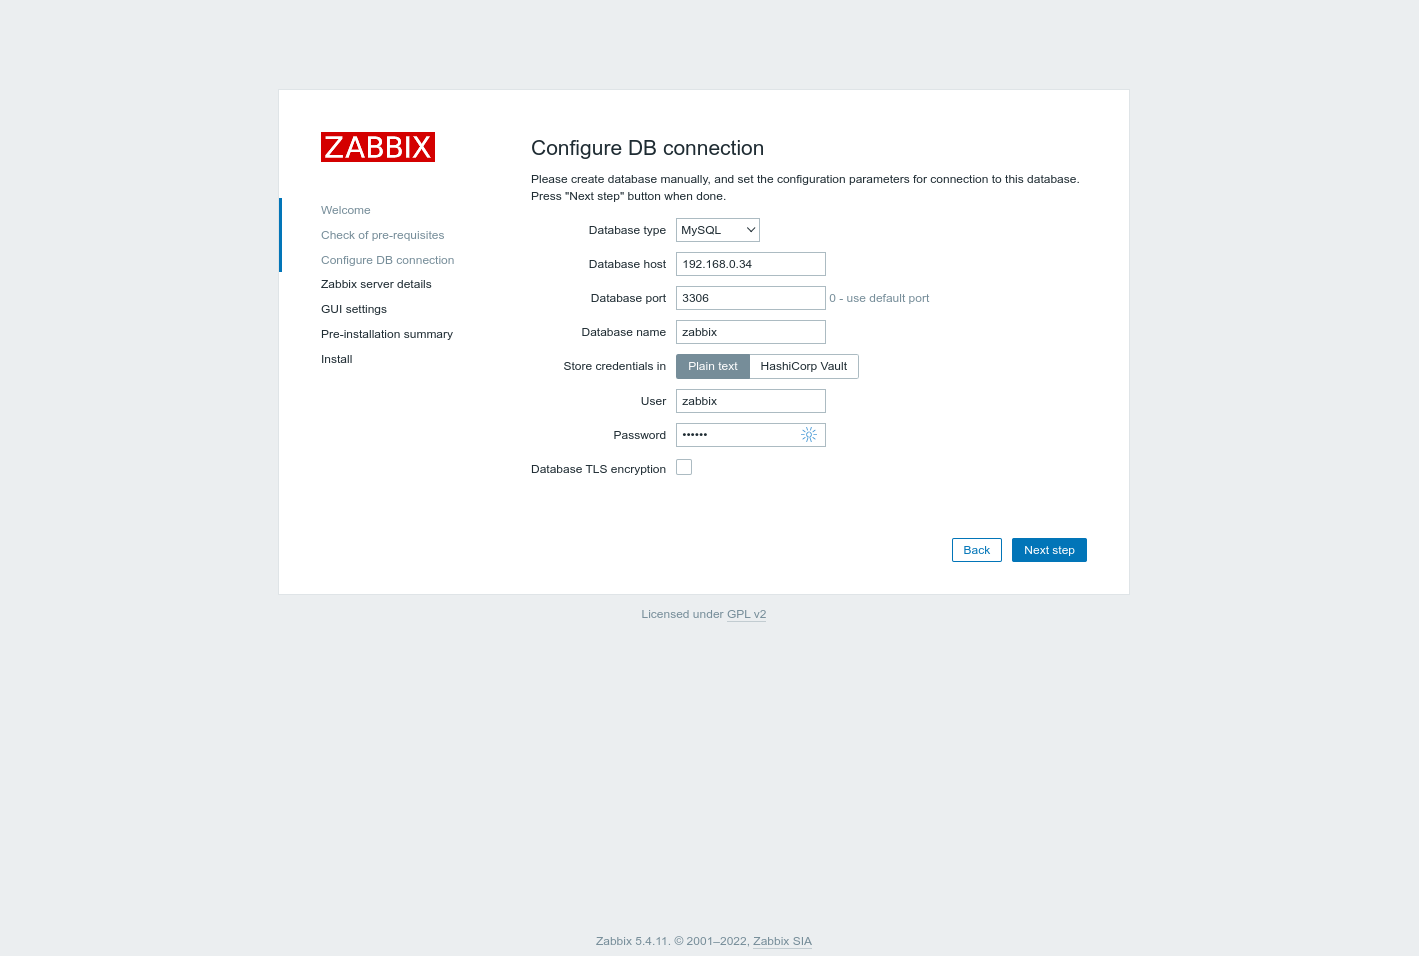 ZABBIX
Welcome
Check of pre-requisites
Configure DB connection
Zabbix server details
GUI settings
Pre-installation summary
Install
Configure DB connection
Please create database manually, and set the configuration parameters for connection to this database.
Press "Next step" button when done.
Database type MySQL
Database host 192.168.0.34
Database port 3306 0 - use default port
Database name zabbix
Store credentials in Plain text HashiCorp Vault
User zabbix
Password ••••••
Database TLS encryption
Back Next step
Licensed under GPL v2
Zabbix 5.4.11. © 2001–2022, Zabbix SIA